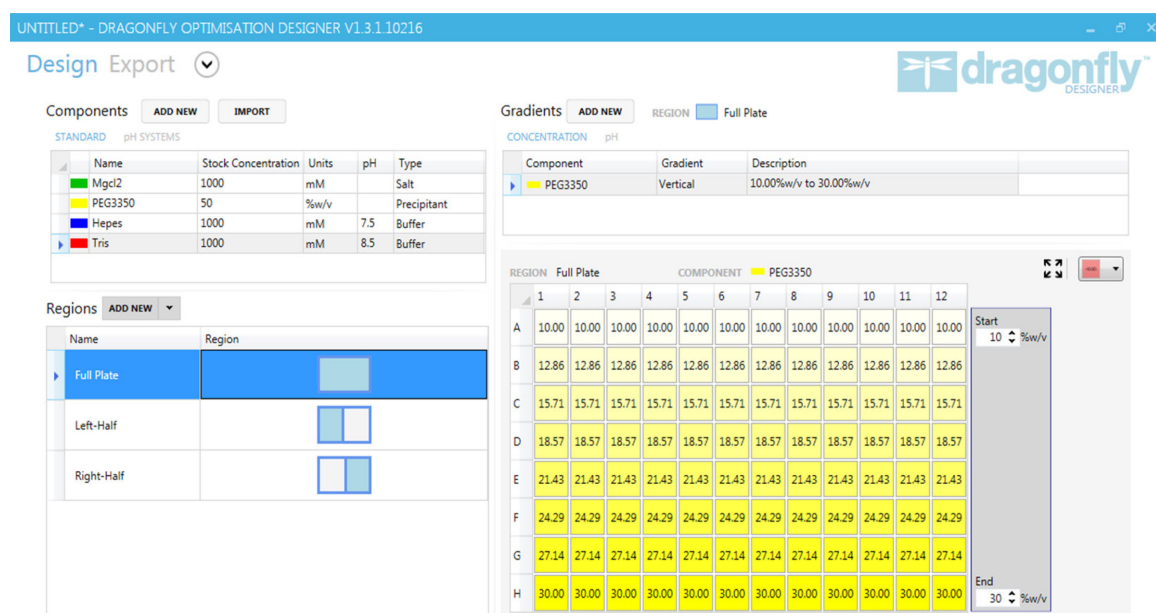 UNTITLED* - DRAGONFLY OPTIMISATION DESIGNER V1.3.1.10216
Design Export
dragonfly™
DESIGNER
Components ADD NEW IMPORT
STANDARD pH SYSTEMS
Name Stock Concentration Units pH Type
Mgcl2 1000 mM Salt
PEG3350 50 %w/v Precipitant
Hepes 1000 mM 7.5 Buffer
Tris 1000 mM 8.5 Buffer
Regions ADD NEW
Name Region
Full Plate
Left-Half
Right-Half
Gradients ADD NEW REGION Full Plate
CONCENTRATION pH
Component Gradient Description
PEG3350 Vertical 10.00%w/v to 30.00%w/v
REGION Full Plate COMPONENT PEG3350
1 2 3 4 5 6 7 8 9 10 11 12
A 10.00 10.00 10.00 10.00 10.00 10.00 10.00 10.00 10.00 10.00 10.00 10.00
B 12.86 12.86 12.86 12.86 12.86 12.86 12.86 12.86 12.86 12.86 12.86 12.86
C 15.71 15.71 15.71 15.71 15.71 15.71 15.71 15.71 15.71 15.71 15.71 15.71
D 18.57 18.57 18.57 18.57 18.57 18.57 18.57 18.57 18.57 18.57 18.57 18.57
E 21.43 21.43 21.43 21.43 21.43 21.43 21.43 21.43 21.43 21.43 21.43 21.43
F 24.29 24.29 24.29 24.29 24.29 24.29 24.29 24.29 24.29 24.29 24.29 24.29
G 27.14 27.14 27.14 27.14 27.14 27.14 27.14 27.14 27.14 27.14 27.14 27.14
H 30.00 30.00 30.00 30.00 30.00 30.00 30.00 30.00 30.00 30.00 30.00 30.00
Start
10 %w/v
End
30 %w/v